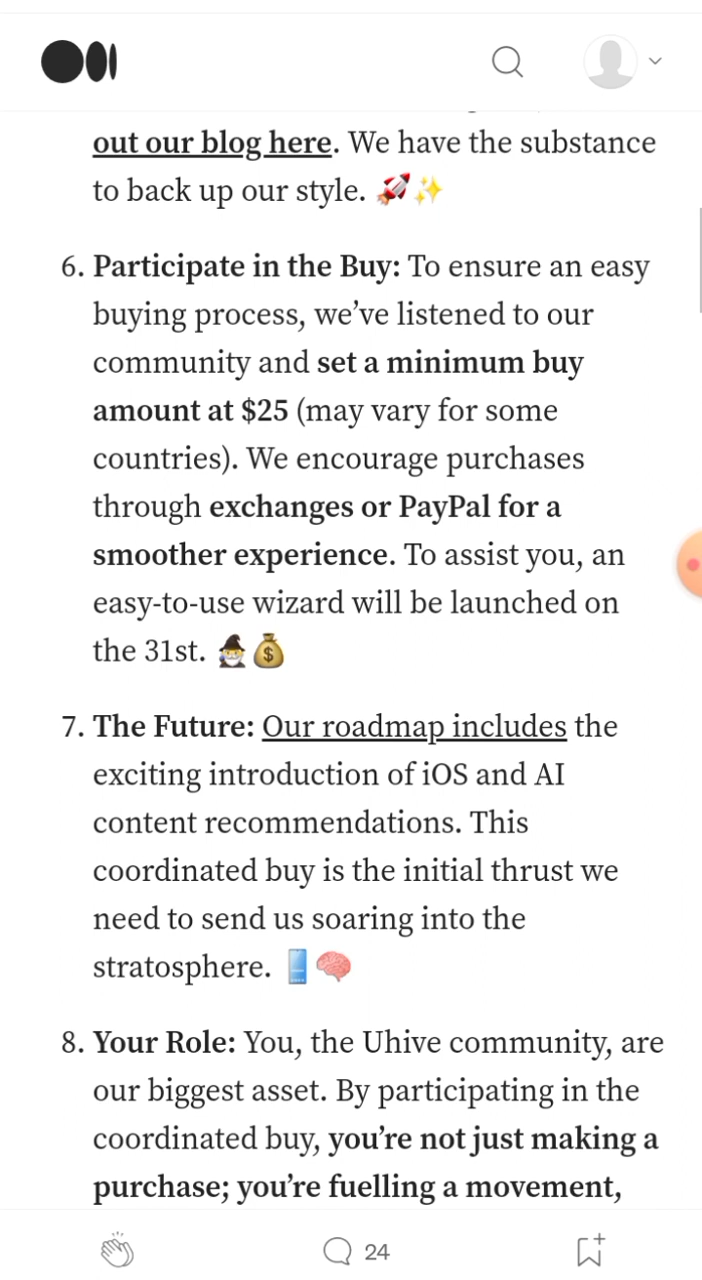 out our blog here. We have the substance
to back up our style. 🚀✨
6. Participate in the Buy: To ensure an easy
buying process, we’ve listened to our
community and set a minimum buy
amount at $25 (may vary for some
countries). We encourage purchases
through exchanges or PayPal for a
smoother experience. To assist you, an
easy-to-use wizard will be launched on
the 31st. 🧙‍♂️💰
7. The Future: Our roadmap includes the
exciting introduction of iOS and AI
content recommendations. This
coordinated buy is the initial thrust we
need to send us soaring into the
stratosphere. 📱🧠
8. Your Role: You, the Uhive community, are
our biggest asset. By participating in the
coordinated buy, you’re not just making a
purchase; you’re fuelling a movement,
24